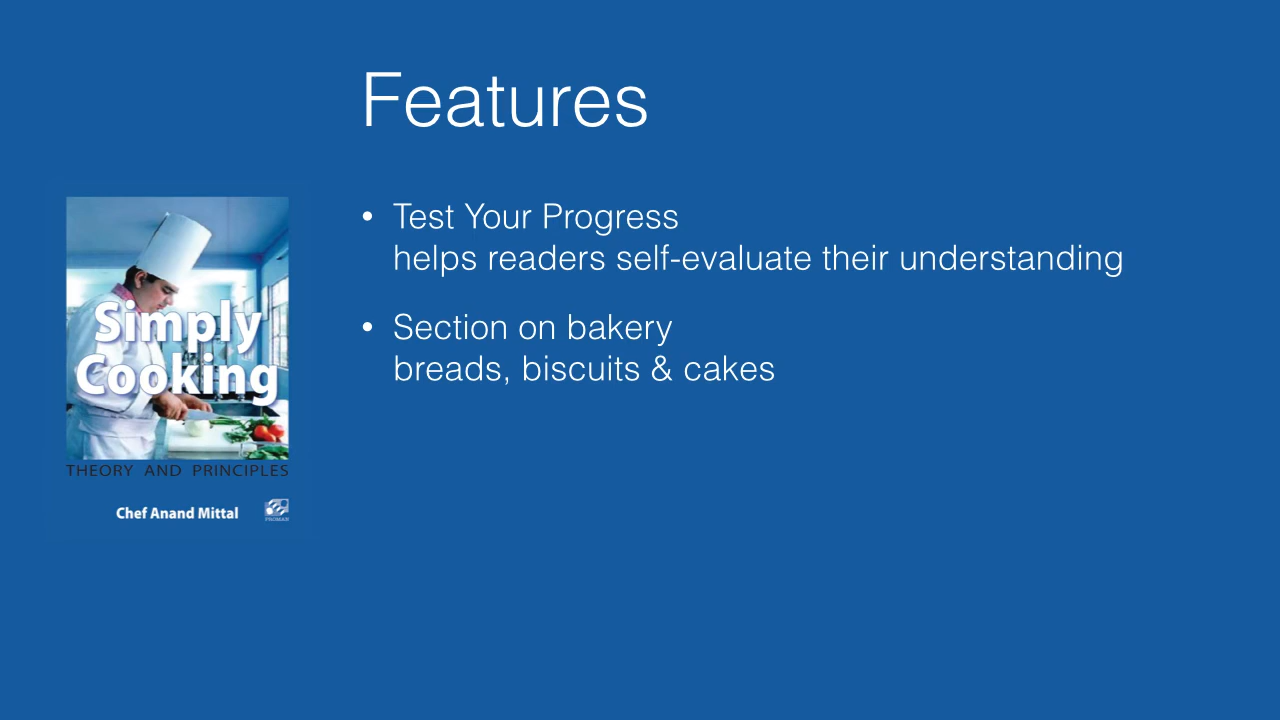 Features
• Test Your Progress
helps readers self-evaluate their understanding
• Section on bakery
breads, biscuits & cakes
Simply
Cooking
THEORY AND PRINCIPLES
Chef Anand Mittal
PROMAN